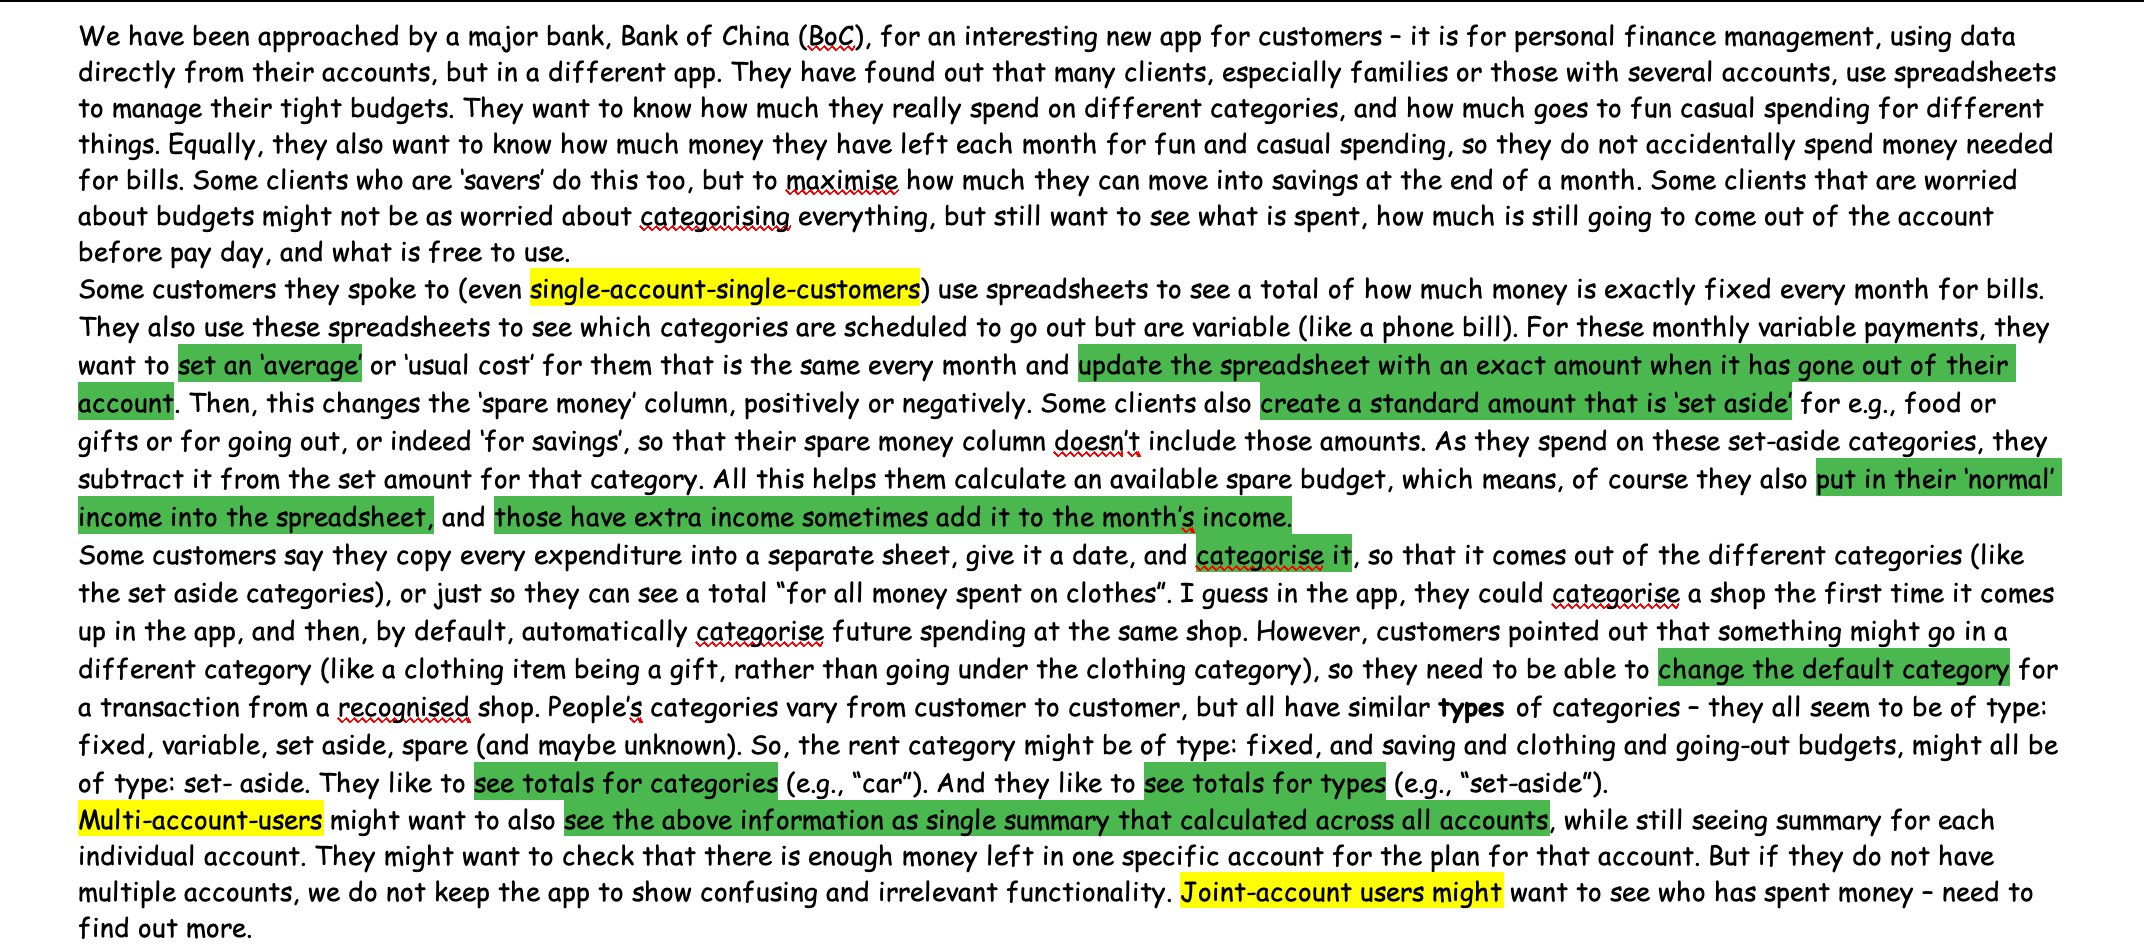 We have been approached by a major bank, Bank of China (BoC), for an interesting new app for customers – it is for personal finance management, using data
directly from their accounts, but in a different app. They have found out that many clients, especially families or those with several accounts, use spreadsheets
to manage their tight budgets. They want to know how much they really spend on different categories, and how much goes to fun casual spending for different
things. Equally, they also want to know how much money they have left each month for fun and casual spending, so they do not accidentally spend money needed
for bills. Some clients who are ‘savers’ do this too, but to maximise how much they can move into savings at the end of a month. Some clients that are worried
about budgets might not be as worried about categorising everything, but still want to see what is spent, how much is still going to come out of the account
before pay day, and what is free to use.
Some customers they spoke to (even single-account-single-customers) use spreadsheets to see a total of how much money is exactly fixed every month for bills.
They also use these spreadsheets to see which categories are scheduled to go out but are variable (like a phone bill). For these monthly variable payments, they
want to set an ‘average’ or ‘usual cost’ for them that is the same every month and update the spreadsheet with an exact amount when it has gone out of their
account. Then, this changes the ‘spare money’ column, positively or negatively. Some clients also create a standard amount that is ‘set aside’ for e.g., food or
gifts or for going out, or indeed ‘for savings’, so that their spare money column doesn’t include those amounts. As they spend on these set-aside categories, they
subtract it from the set amount for that category. All this helps them calculate an available spare budget, which means, of course they also put in their ‘normal’
income into the spreadsheet, and those have extra income sometimes add it to the month’s income.
Some customers say they copy every expenditure into a separate sheet, give it a date, and categorise it, so that it comes out of the different categories (like
the set aside categories), or just so they can see a total “for all money spent on clothes”. I guess in the app, they could categorise a shop the first time it comes
up in the app, and then, by default, automatically categorise future spending at the same shop. However, customers pointed out that something might go in a
different category (like a clothing item being a gift, rather than going under the clothing category), so they need to be able to change the default category for
a transaction from a recognised shop. People’s categories vary from customer to customer, but all have similar types of categories – they all seem to be of type:
fixed, variable, set aside, spare (and maybe unknown). So, the rent category might be of type: fixed, and saving and clothing and going-out budgets, might all be
of type: set- aside. They like to see totals for categories (e.g., “car”). And they like to see totals for types (e.g., “set-aside”).
Multi-account-users might want to also see the above information as single summary that calculated across all accounts, while still seeing summary for each
individual account. They might want to check that there is enough money left in one specific account for the plan for that account. But if they do not have
multiple accounts, we do not keep the app to show confusing and irrelevant functionality. Joint-account users might want to see who has spent money – need to
find out more.